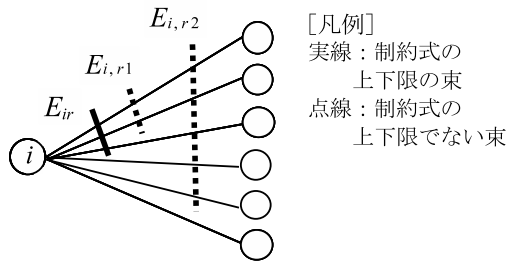 E_{i,r2}
E_{i,r1}
E_{ir}
i
[凡例]
実線：制約式の
上下限の束
点線：制約式の
上下限でない束